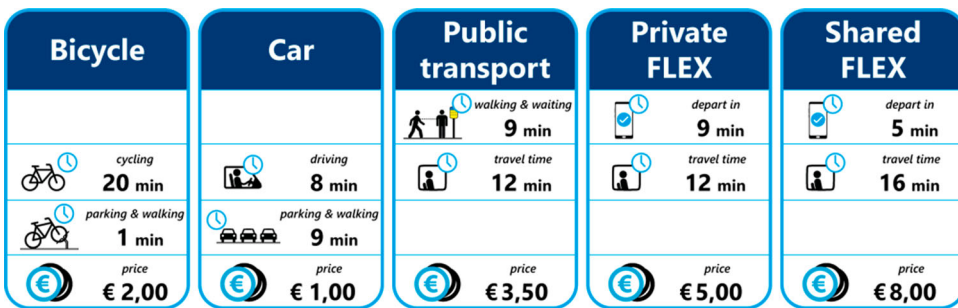 Bicycle
cycling
20 min
parking & walking
1 min
€
price
€ 2,00
Car
driving
8 min
parking & walking
9 min
€
price
€ 1,00
Public
transport
walking & waiting
9 min
travel time
12 min
€
price
€ 3,50
Private
FLEX
depart in
9 min
travel time
12 min
€
price
€ 5,00
Shared
FLEX
depart in
5 min
travel time
16 min
€
price
€ 8,00